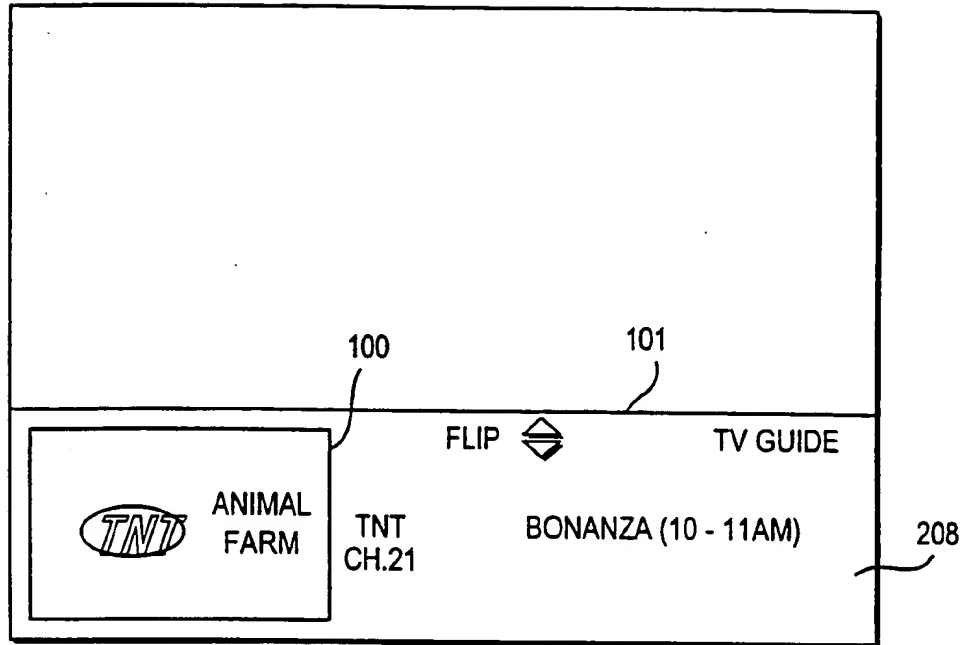 100
101
FLIP
TV GUIDE
TNT
ANIMAL
FARM
TNT
CH.21
BONANZA (10 - 11AM)
208